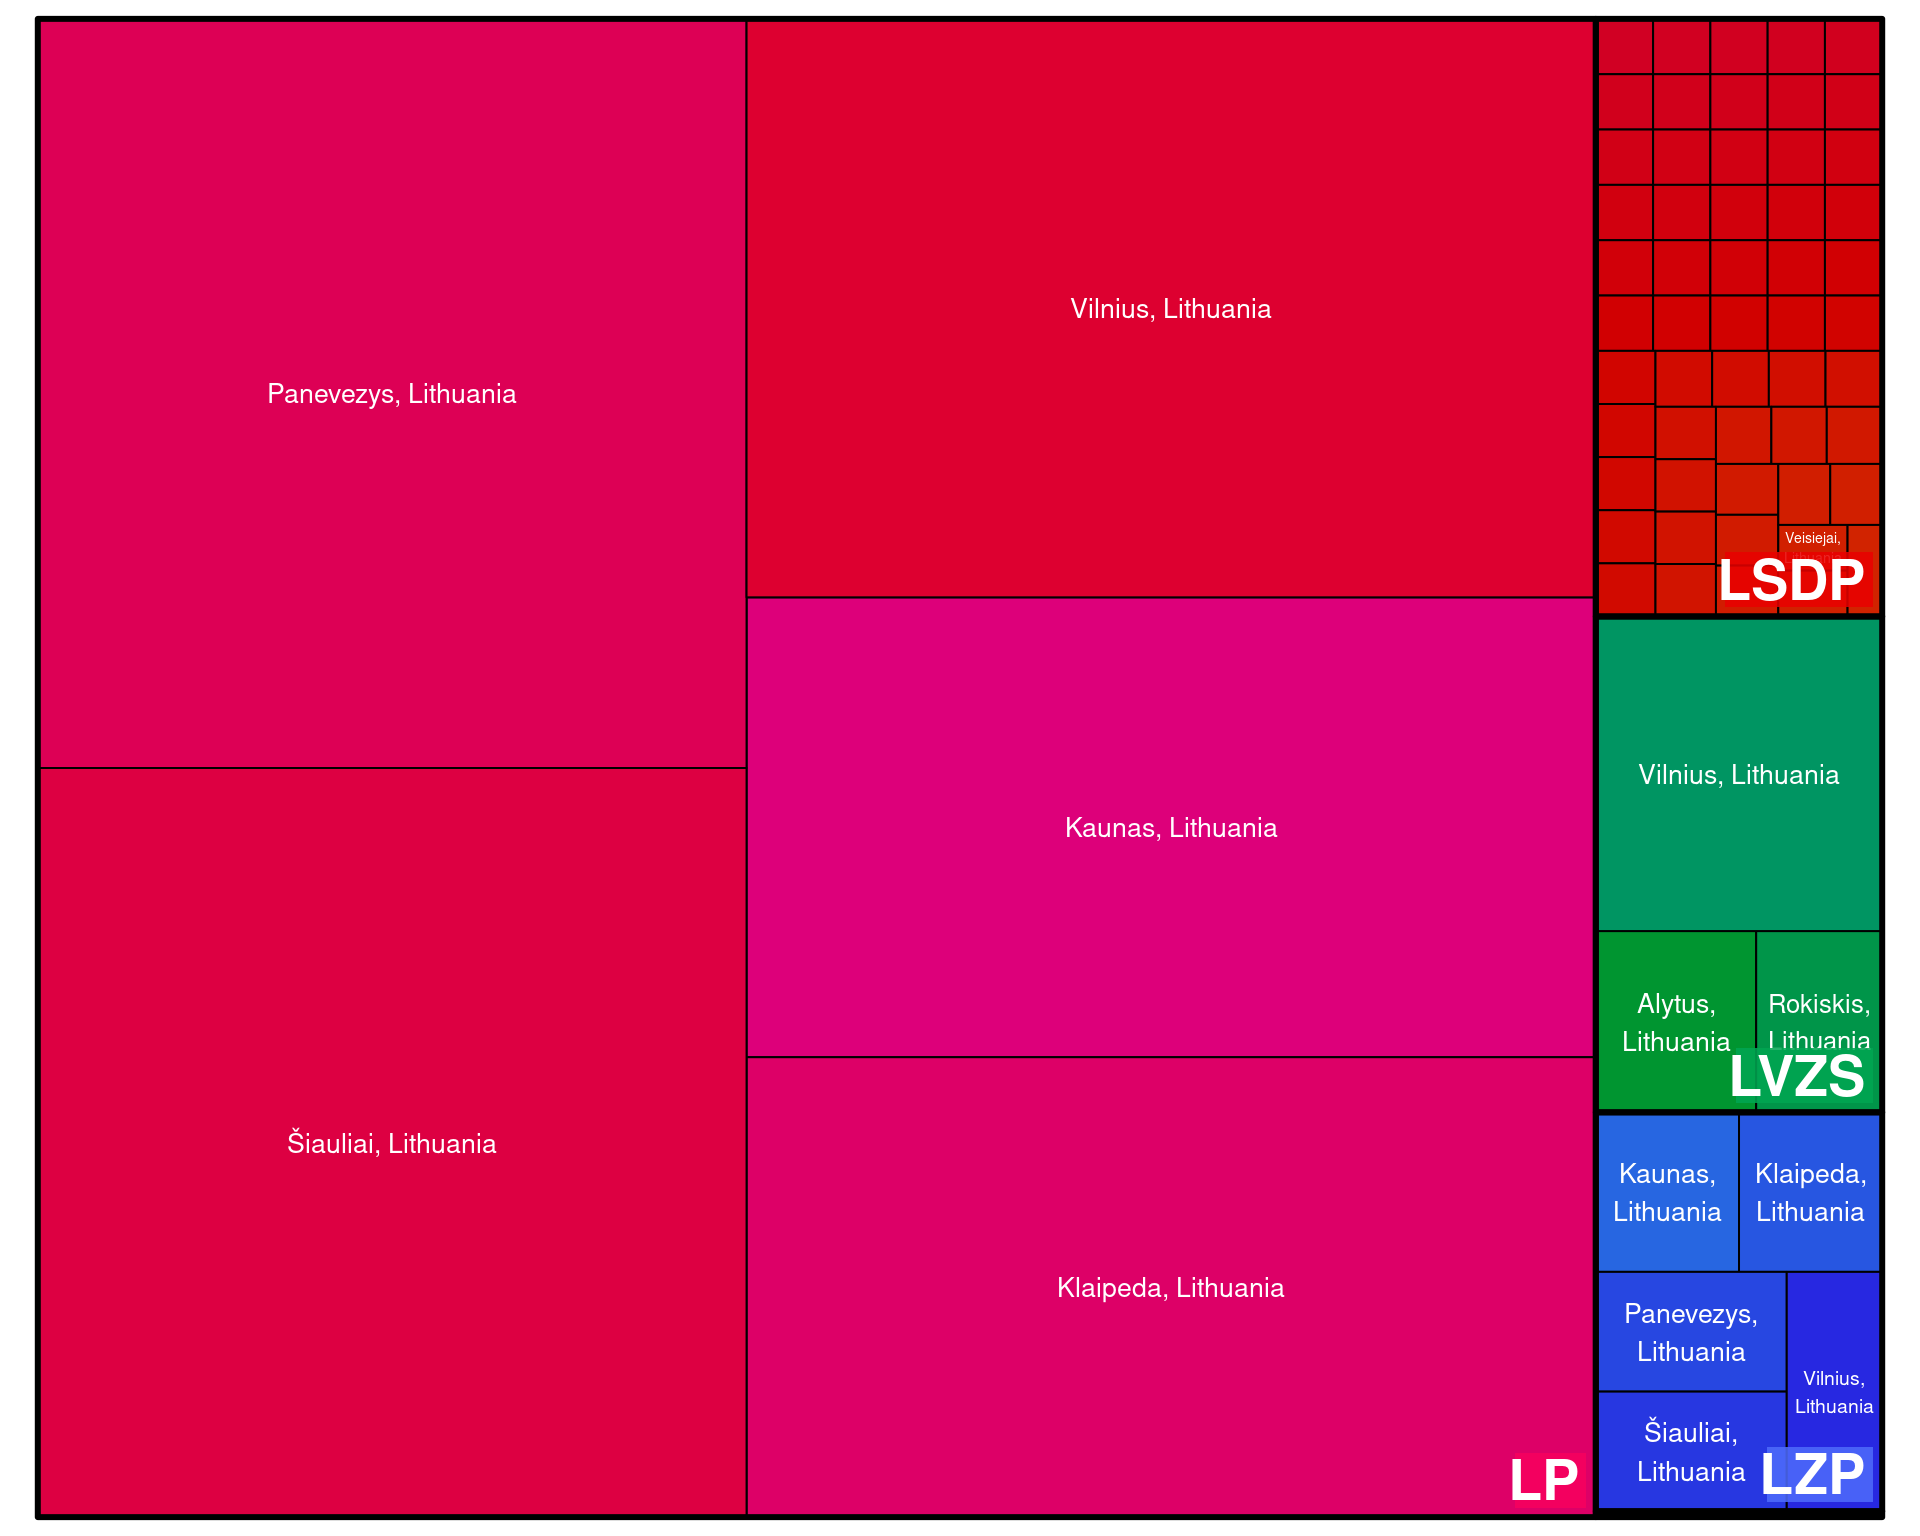 Panevezys, Lithuania
Šiauliai, Lithuania
Vilnius, Lithuania
Kaunas, Lithuania
Klaipeda, Lithuania
LP
Veisiejai,
Lithuania
LSDP
Vilnius, Lithuania
Alytus,
Lithuania
Rokiskis,
Lithuania
LVZS
Kaunas,
Lithuania
Klaipeda,
Lithuania
Panevezys,
Lithuania
Šiauliai,
Lithuania
Vilnius,
Lithuania
LZP